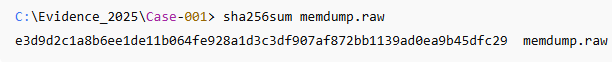 C:\Evidence_2025\Case-001> sha256sum memdump.raw
e3d9d2c1a8b6ee1de11b064fe928a1d3c3df907af872bb1139ad0ea9b45dfc29  memdump.raw